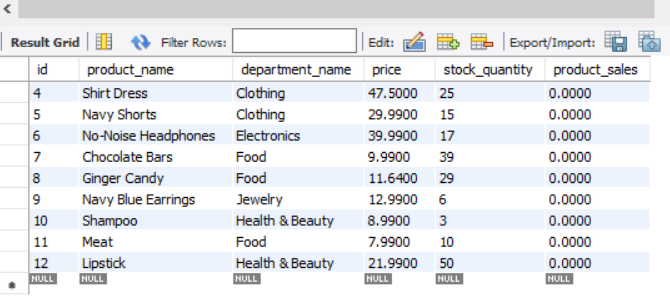 Result Grid Filter Rows: Edit: Export/Import:
id product_name department_name price stock_quantity product_sales
4 Shirt Dress Clothing 47.5000 25 0.0000
5 Navy Shorts Clothing 29.9900 15 0.0000
6 No-Noise Headphones Electronics 39.9900 17 0.0000
7 Chocolate Bars Food 9.9900 39 0.0000
8 Ginger Candy Food 11.6400 29 0.0000
9 Navy Blue Earrings Jewelry 12.9900 6 0.0000
10 Shampoo Health & Beauty 8.9900 3 0.0000
11 Meat Food 7.9900 10 0.0000
12 Lipstick Health & Beauty 21.9900 50 0.0000
NULL NULL NULL NULL NULL NULL